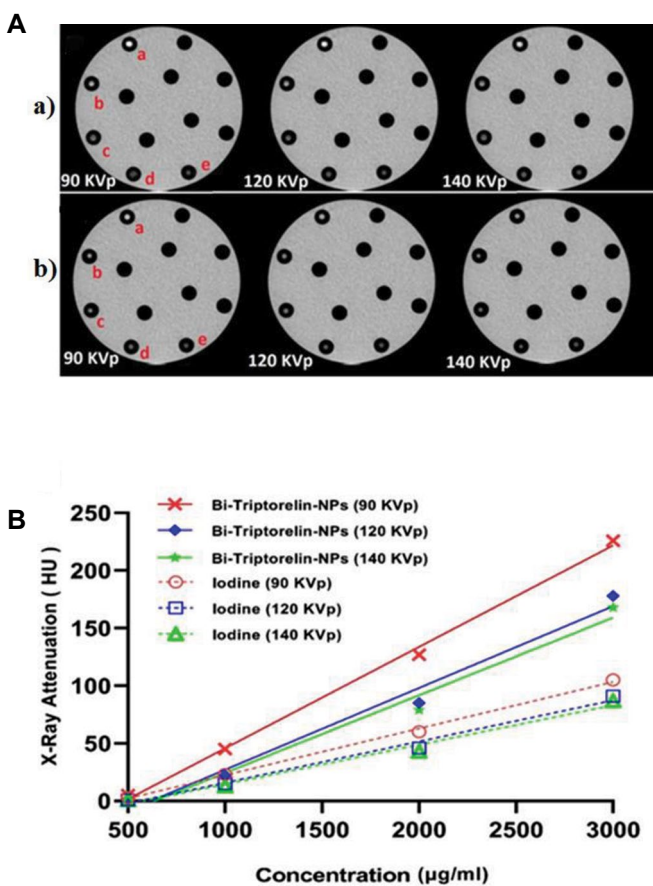 A
a)
a
b
c
d
e
90 KVp
120 KVp
140 KVp
b)
a
b
c
d
e
90 KVp
120 KVp
140 KVp
B
Bi-Triptorelin-NPs (90 KVp)
Bi-Triptorelin-NPs (120 KVp)
Bi-Triptorelin-NPs (140 KVp)
Iodine (90 KVp)
Iodine (120 KVp)
Iodine (140 KVp)
X-Ray Attenuation ( HU )
250
200
150
100
50
0
500
1000
1500
2000
2500
3000
Concentration (µg/ml)